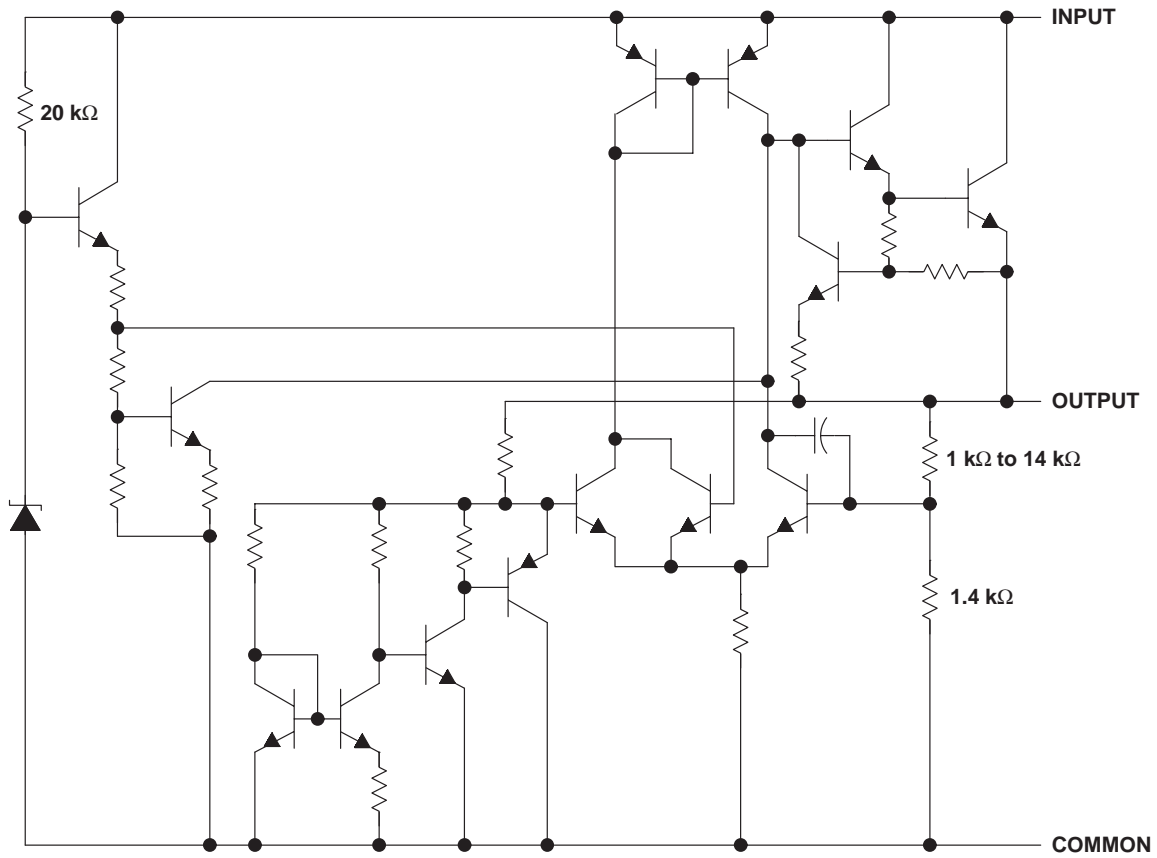 INPUT
20 kΩ
OUTPUT
1 kΩ to 14 kΩ
1.4 kΩ
COMMON